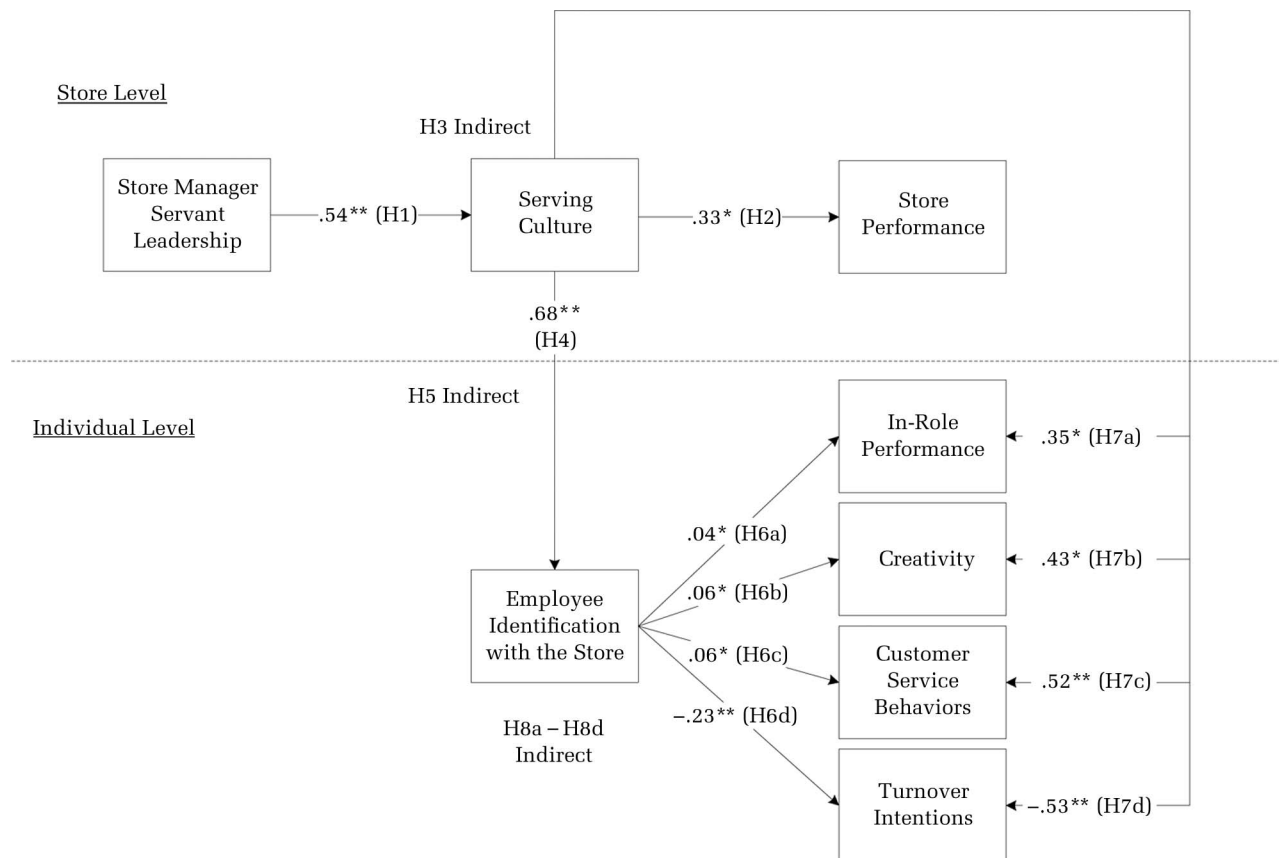 Store Level
H3 Indirect
Store Manager
Servant
Leadership
.54** (H1)
Serving
Culture
.33* (H2)
Store
Performance
.68**
(H4)
H5 Indirect
Individual Level
In-Role
Performance
.35* (H7a)
.04* (H6a)
Creativity
.43* (H7b)
.06* (H6b)
Employee
Identification
with the Store
.06* (H6c)
Customer
Service
Behaviors
.52** (H7c)
–.23** (H6d)
H8a – H8d
Indirect
Turnover
Intentions
–.53** (H7d)